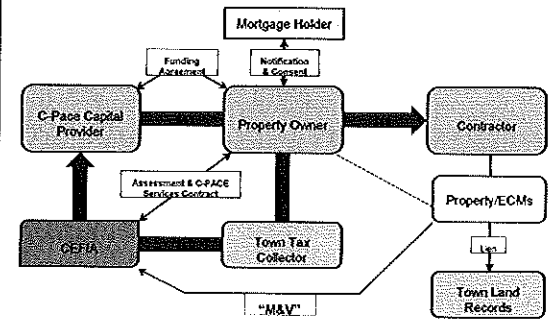 Mortgage Holder
Funding
Agreement
Notification
& Consent
C-Pace Capital
Provider
Property Owner
Contractor
Assessment & C-PACE
Services Contract
Property/ECMs
CEFIA
Town Tax
Collector
Lien
Town Land
Records
"M&V"